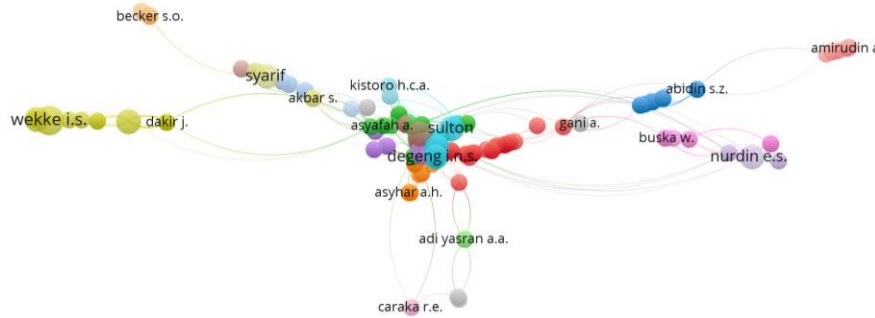 becker s.o.
amirudin a
syarif
kistoro h.c.a.
abidin s.z.
akbar s.
wekke i.s.
dakir j.
asyafah a.
sulton
gani a.
buska w.
degeng i.n.s.
nurdin e.s.
asyhar a.h.
adi yasran a.a.
caraka r.e.